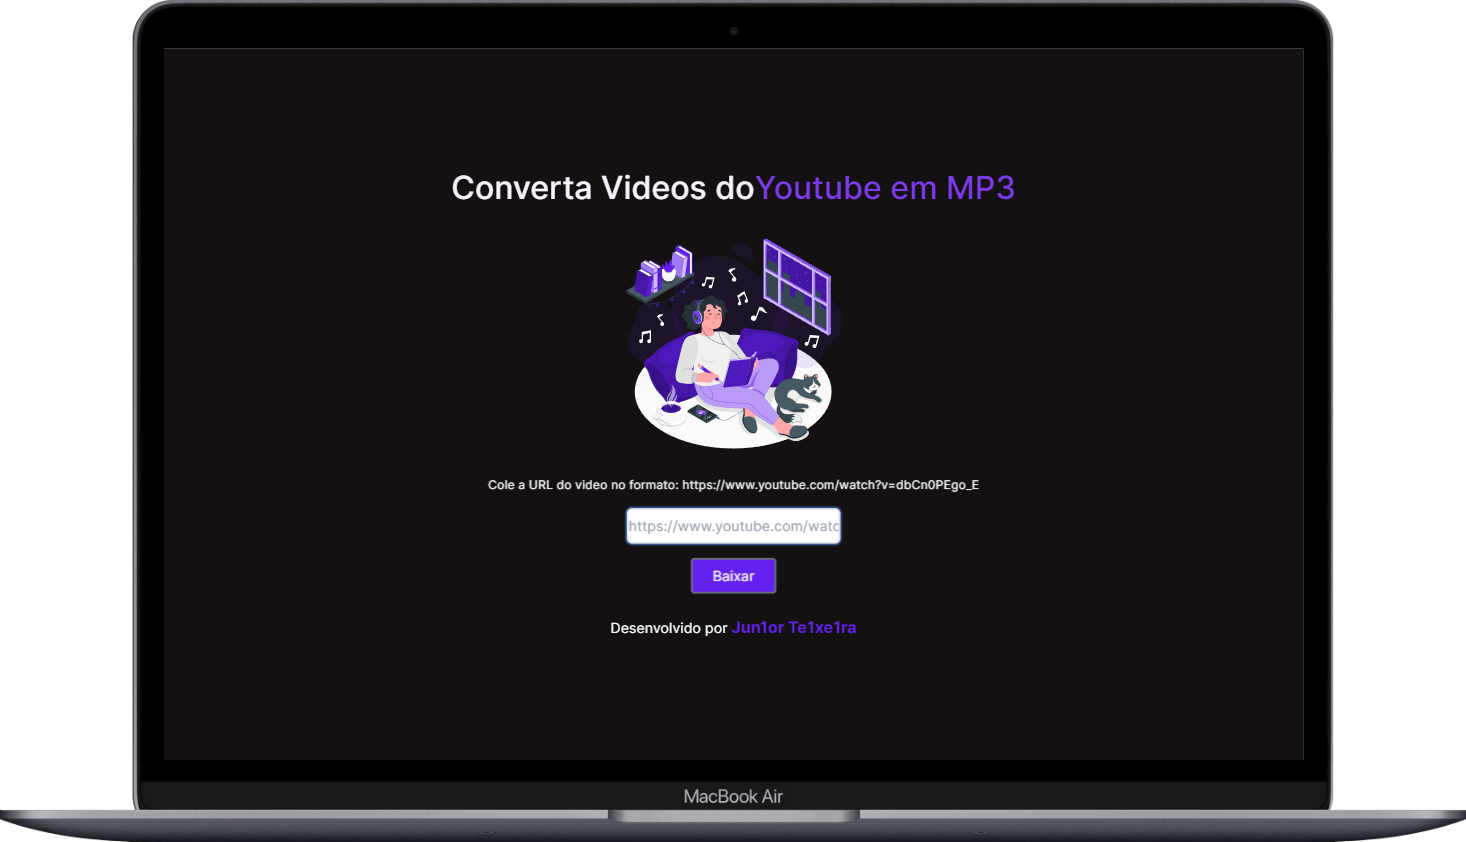 Converta Videos doYoutube em MP3
Cole a URL do video no formato: https://www.youtube.com/watch?v=dbCn0PEgo_E
https://www.youtube.com/watc
Baixar
Desenvolvido por Jun1or Te1xe1ra
MacBook Air